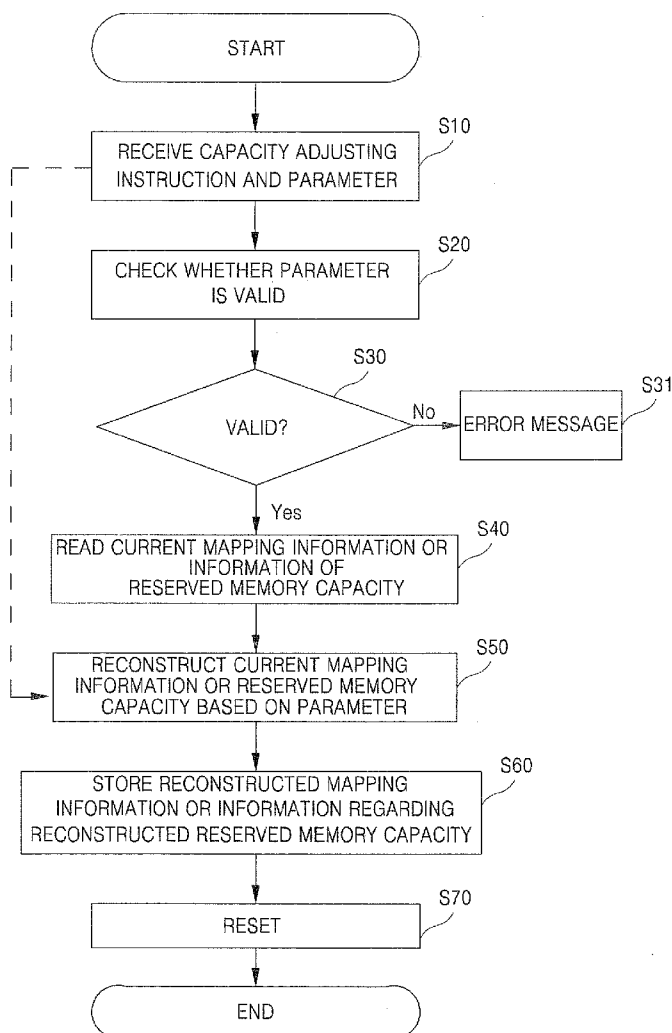 START
S10
RECEIVE CAPACITY ADJUSTING
INSTRUCTION AND PARAMETER
S20
CHECK WHETHER PARAMETER
IS VALID
S30
VALID?
No
S31
ERROR MESSAGE
Yes
S40
READ CURRENT MAPPING INFORMATION OR
INFORMATION OF
RESERVED MEMORY CAPACITY
S50
RECONSTRUCT CURRENT MAPPING
INFORMATION OR RESERVED MEMORY
CAPACITY BASED ON PARAMETER
S60
STORE RECONSTRUCTED MAPPING
INFORMATION OR INFORMATION REGARDING
RECONSTRUCTED RESERVED MEMORY CAPACITY
S70
RESET
END